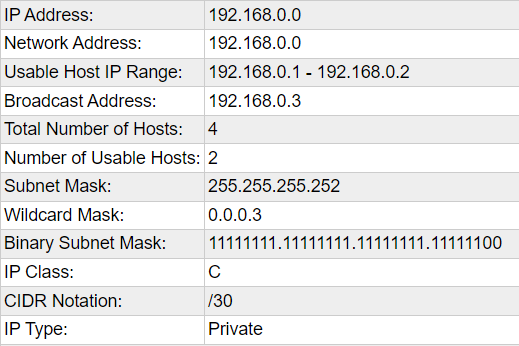 IP Address: 192.168.0.0
Network Address: 192.168.0.0
Usable Host IP Range: 192.168.0.1 - 192.168.0.2
Broadcast Address: 192.168.0.3
Total Number of Hosts: 4
Number of Usable Hosts: 2
Subnet Mask: 255.255.255.252
Wildcard Mask: 0.0.0.3
Binary Subnet Mask: 11111111.11111111.11111111.11111100
IP Class: C
CIDR Notation: /30
IP Type: Private